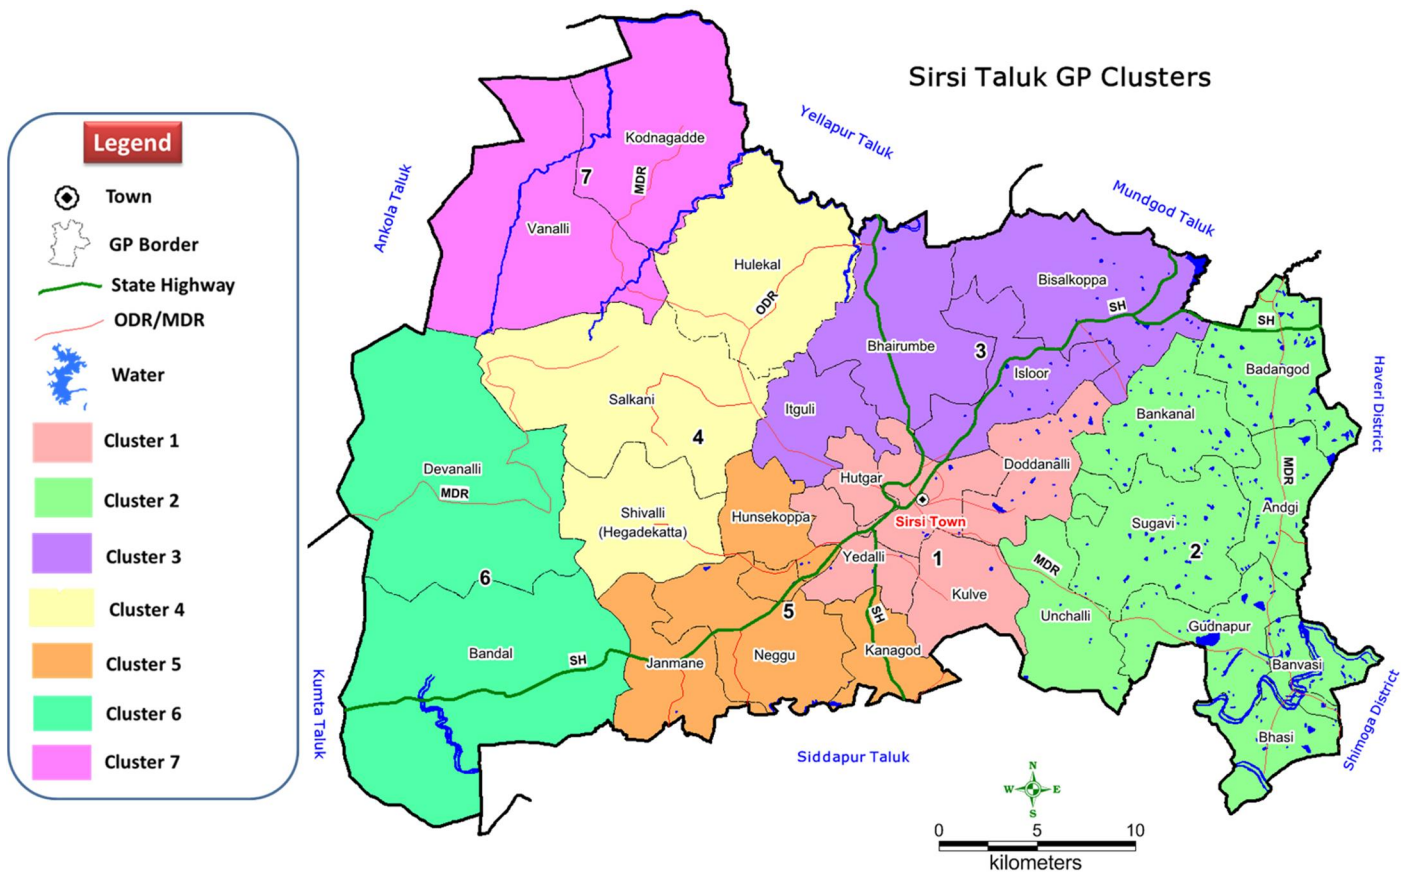 Sirsi Taluk GP Clusters
Legend
Town
GP Border
State Highway
ODR/MDR
Water
Cluster 1
Cluster 2
Cluster 3
Cluster 4
Cluster 5
Cluster 6
Cluster 7
Ankola Taluk
Yellapur Taluk
Mundgod Taluk
Haveri District
Shimoga District
Siddapur Taluk
Kumta Taluk
Kodnagadde
7
MDR
Vanalli
Hulekal
ODR
Bisalkoppa
SH
Bhairumbe
3
Isloor
SH
Badangod
Itguli
Bankanal
Salkani
4
Devanalli
MDR
Hutgar
Doddanalli
MDR
Andgi
Shivalli
(Hegadekatta)
Hunsekoppa
Sirsi Town
Sugavi
2
Yedalli
1
MDR
6
Kulve
5
SH
Unchalli
Gudnapur
Bandal
SH
Janmane
Neggu
Kanagod
Banvasi
Bhasi
N
W
E
S
0
5
10
kilometers